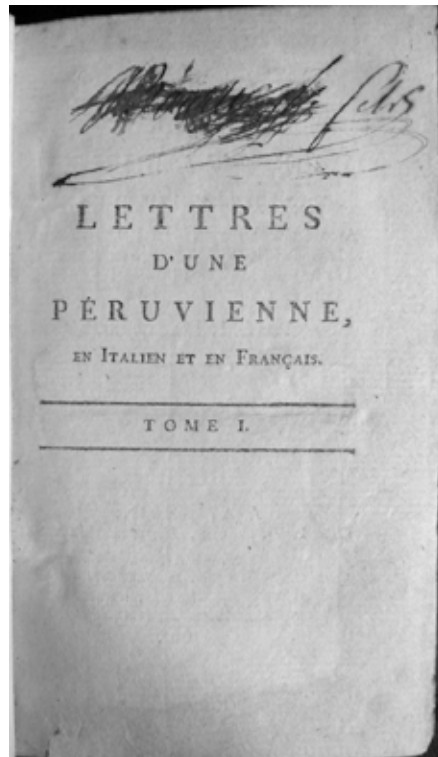 LETTRES
D'UNE
PÉRUVIENNE,
EN ITALIEN ET EN FRANÇAIS.
TOME I.